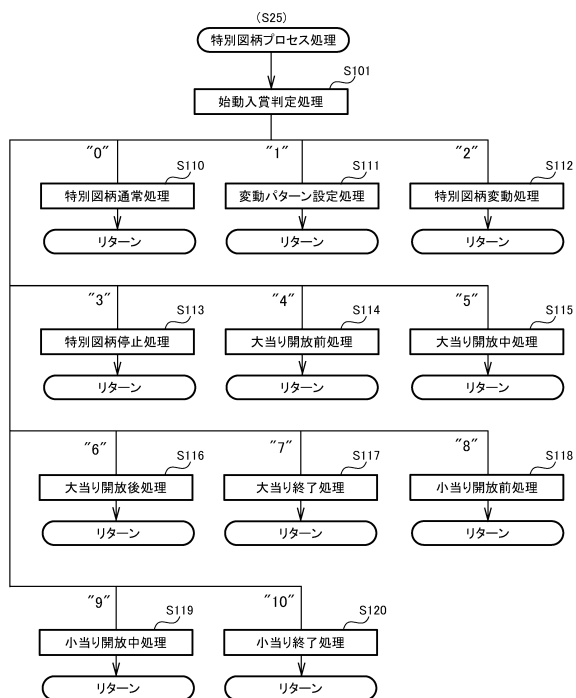 (S25)
特別図柄プロセス処理
S101
始動入賞判定処理
"0"
S110
特別図柄通常処理
リターン
"1"
S111
変動パターン設定処理
リターン
"2"
S112
特別図柄変動処理
リターン
"3"
S113
特別図柄停止処理
リターン
"4"
S114
大当り開放前処理
リターン
"5"
S115
大当り開放中処理
リターン
"6"
S116
大当り開放後処理
リターン
"7"
S117
大当り終了処理
リターン
"8"
S118
小当り開放前処理
リターン
"9"
S119
小当り開放中処理
リターン
"10"
S120
小当り終了処理
リターン